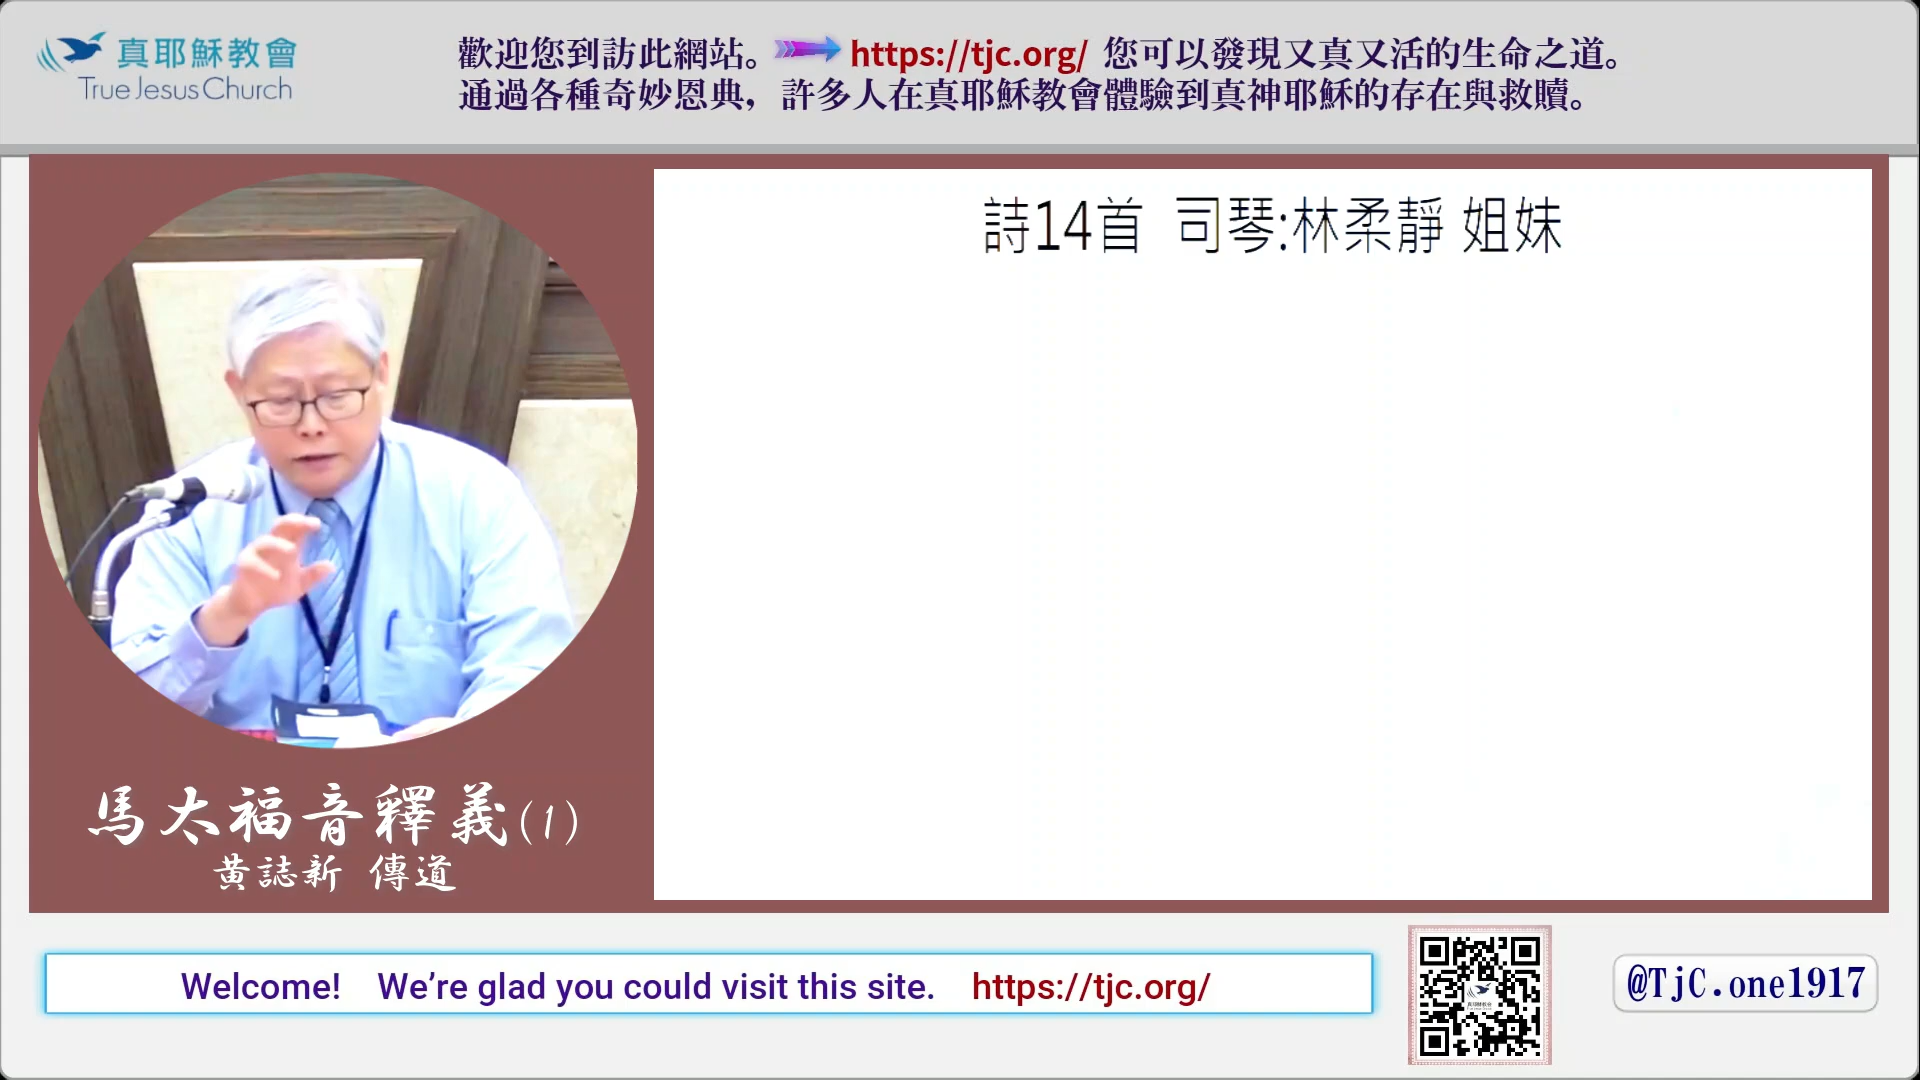 真耶穌教會
True Jesus Church
歡迎您到訪此網站。 https://tjc.org/ 您可以發現又真又活的生命之道。
通過各種奇妙恩典，許多人在真耶穌教會體驗到真神耶穌的存在與救贖。
詩14首 司琴:林柔靜 姐妹
馬太福音釋義(1)
黄誌新 傳道
Welcome! We’re glad you could visit this site. https://tjc.org/
@TjC.one1917